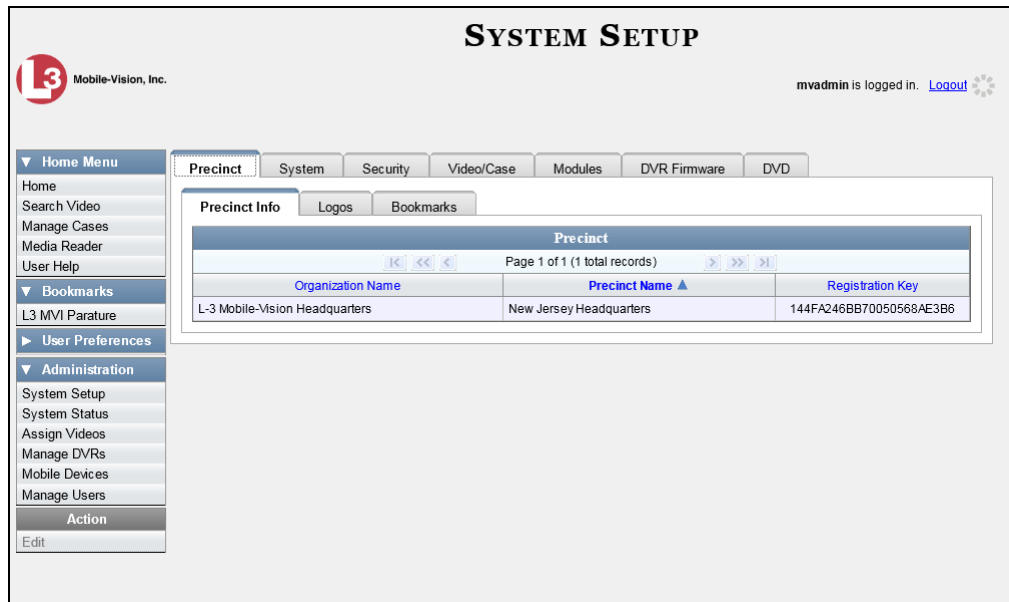 SYSTEM SETUP
L3 Mobile-Vision, Inc.
mvadmin is logged in. Logout
▼ Home Menu
Home
Search Video
Manage Cases
Media Reader
User Help
▼ Bookmarks
L3 MVI Parature
▶ User Preferences
▼ Administration
System Setup
System Status
Assign Videos
Manage DVRs
Mobile Devices
Manage Users
Action
Edit
Precinct System Security Video/Case Modules DVR Firmware DVD
Precinct Info Logos Bookmarks
Precinct
|< << < Page 1 of 1 (1 total records) > >> >|
Organization Name Precinct Name ▲ Registration Key
L-3 Mobile-Vision Headquarters New Jersey Headquarters 144FA246BB70050568AE3B6